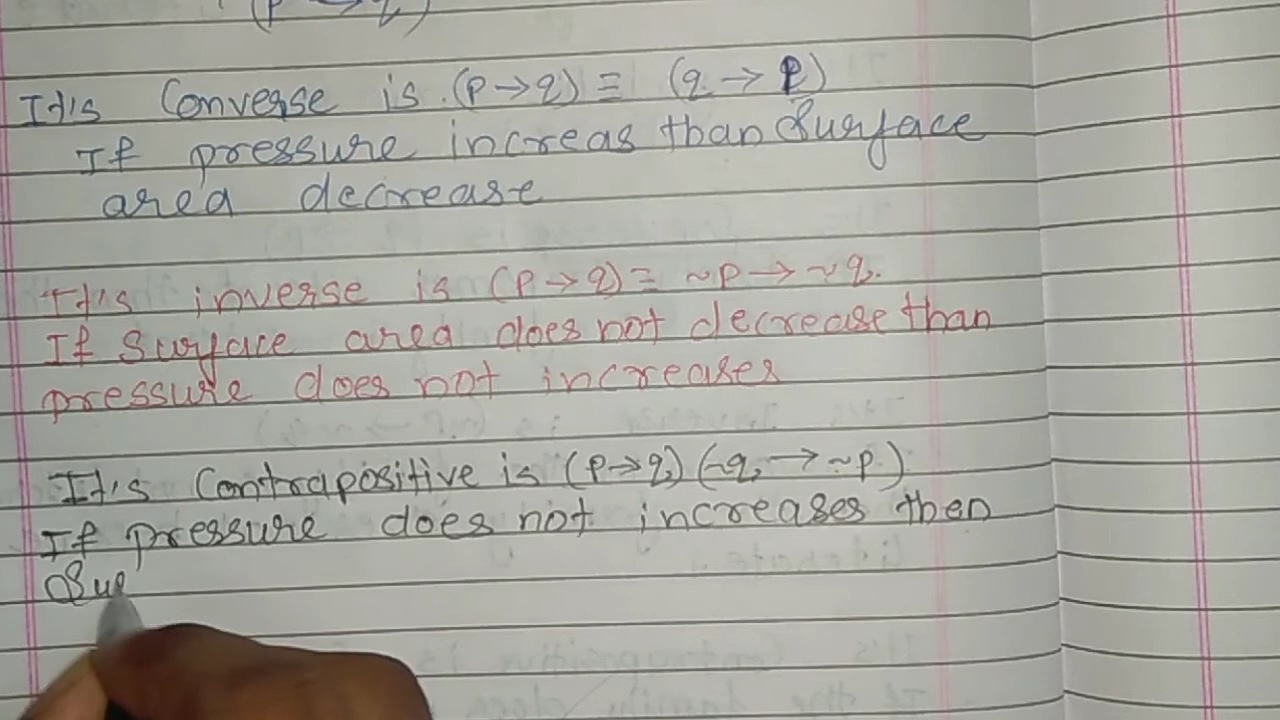 (p → q)
It's Converse is (p → q) = (q → p)
If pressure increas than Surface
area decrease
It's inverse is (p → q) = ~p → ~q.
If Surface area does not decrease than
pressure does not increases
It's Contrapositive is (p → q) (~q → ~p)
If pressure does not increases then
Sur